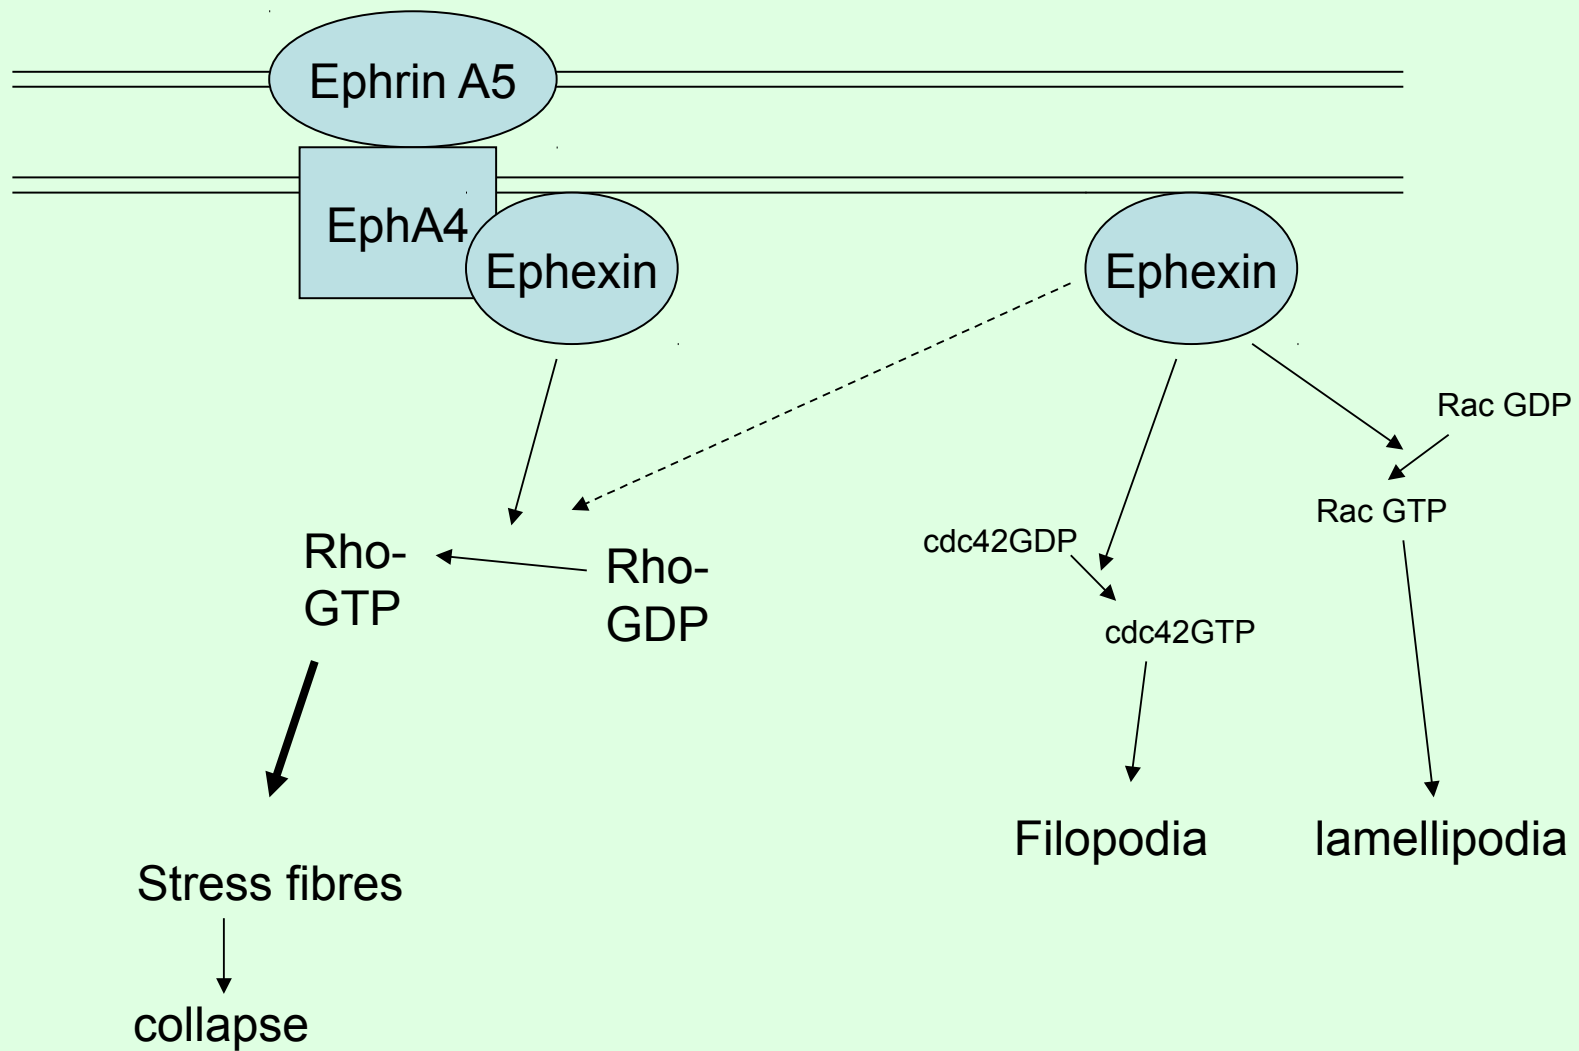 Ephrin A5
EphA4
Ephexin
Ephexin
Rac GDP
Rac GTP
cdc42GDP
cdc42GTP
Rho-
GTP
Rho-
GDP
Filopodia
lamellipodia
Stress fibres
collapse